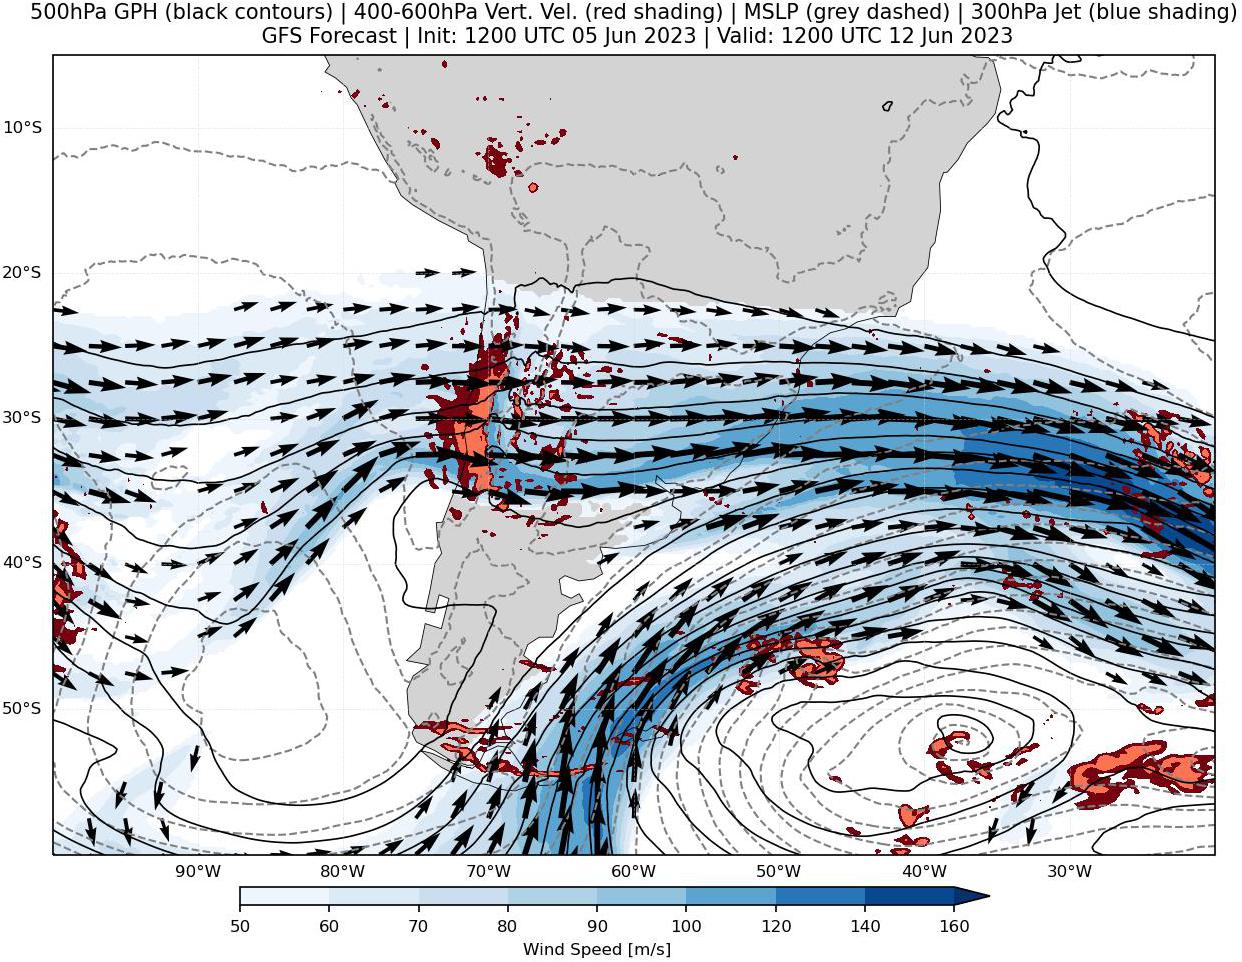 500hPa GPH (black contours) | 400-600hPa Vert. Vel. (red shading) | MSLP (grey dashed) | 300hPa Jet (blue shading)
GFS Forecast | Init: 1200 UTC 05 Jun 2023 | Valid: 1200 UTC 12 Jun 2023
10°S
20°S
30°S
40°S
50°S
90°W 80°W 70°W 60°W 50°W 40°W 30°W
50 60 70 80 90 100 120 140 160
Wind Speed [m/s]